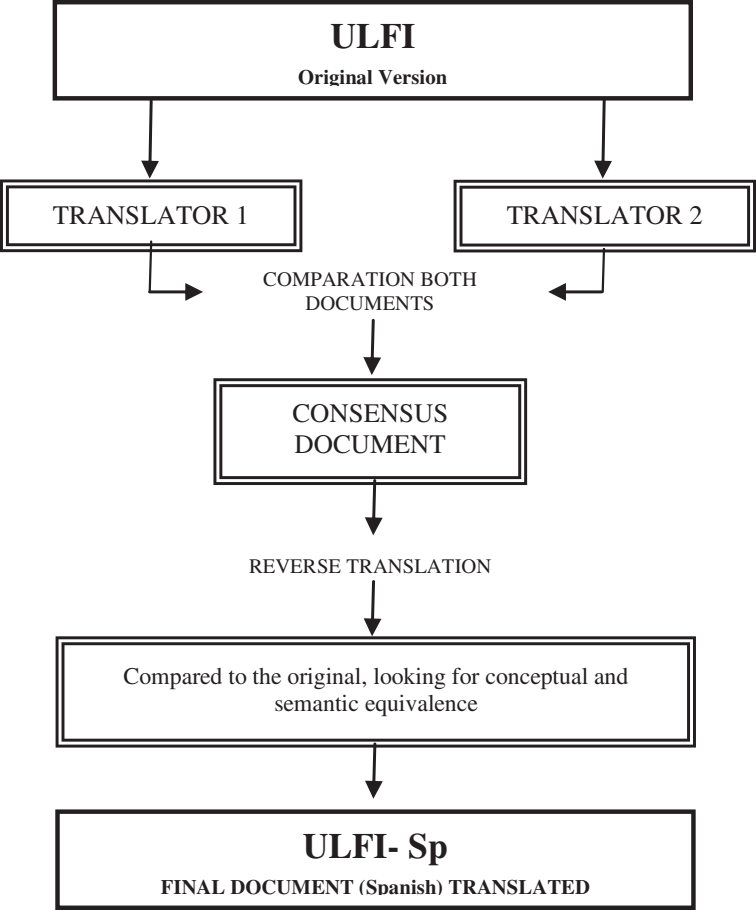 ULFI
Original Version
TRANSLATOR 1
TRANSLATOR 2
COMPARATION BOTH
DOCUMENTS
CONSENSUS
DOCUMENT
REVERSE TRANSLATION
Compared to the original, looking for conceptual and
semantic equivalence
ULFI- Sp
FINAL DOCUMENT (Spanish) TRANSLATED